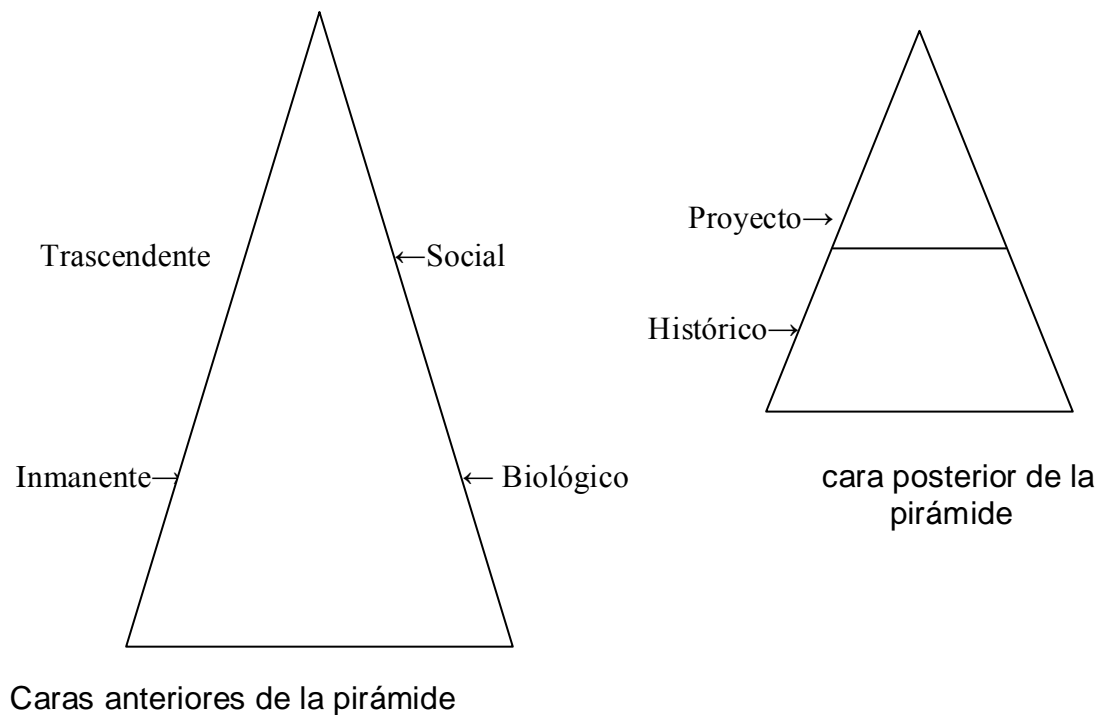 Proyecto→
Trascendente
←Social
Histórico→
Inmanente→
← Biológico
cara posterior de la
pirámide
Caras anteriores de la pirámide